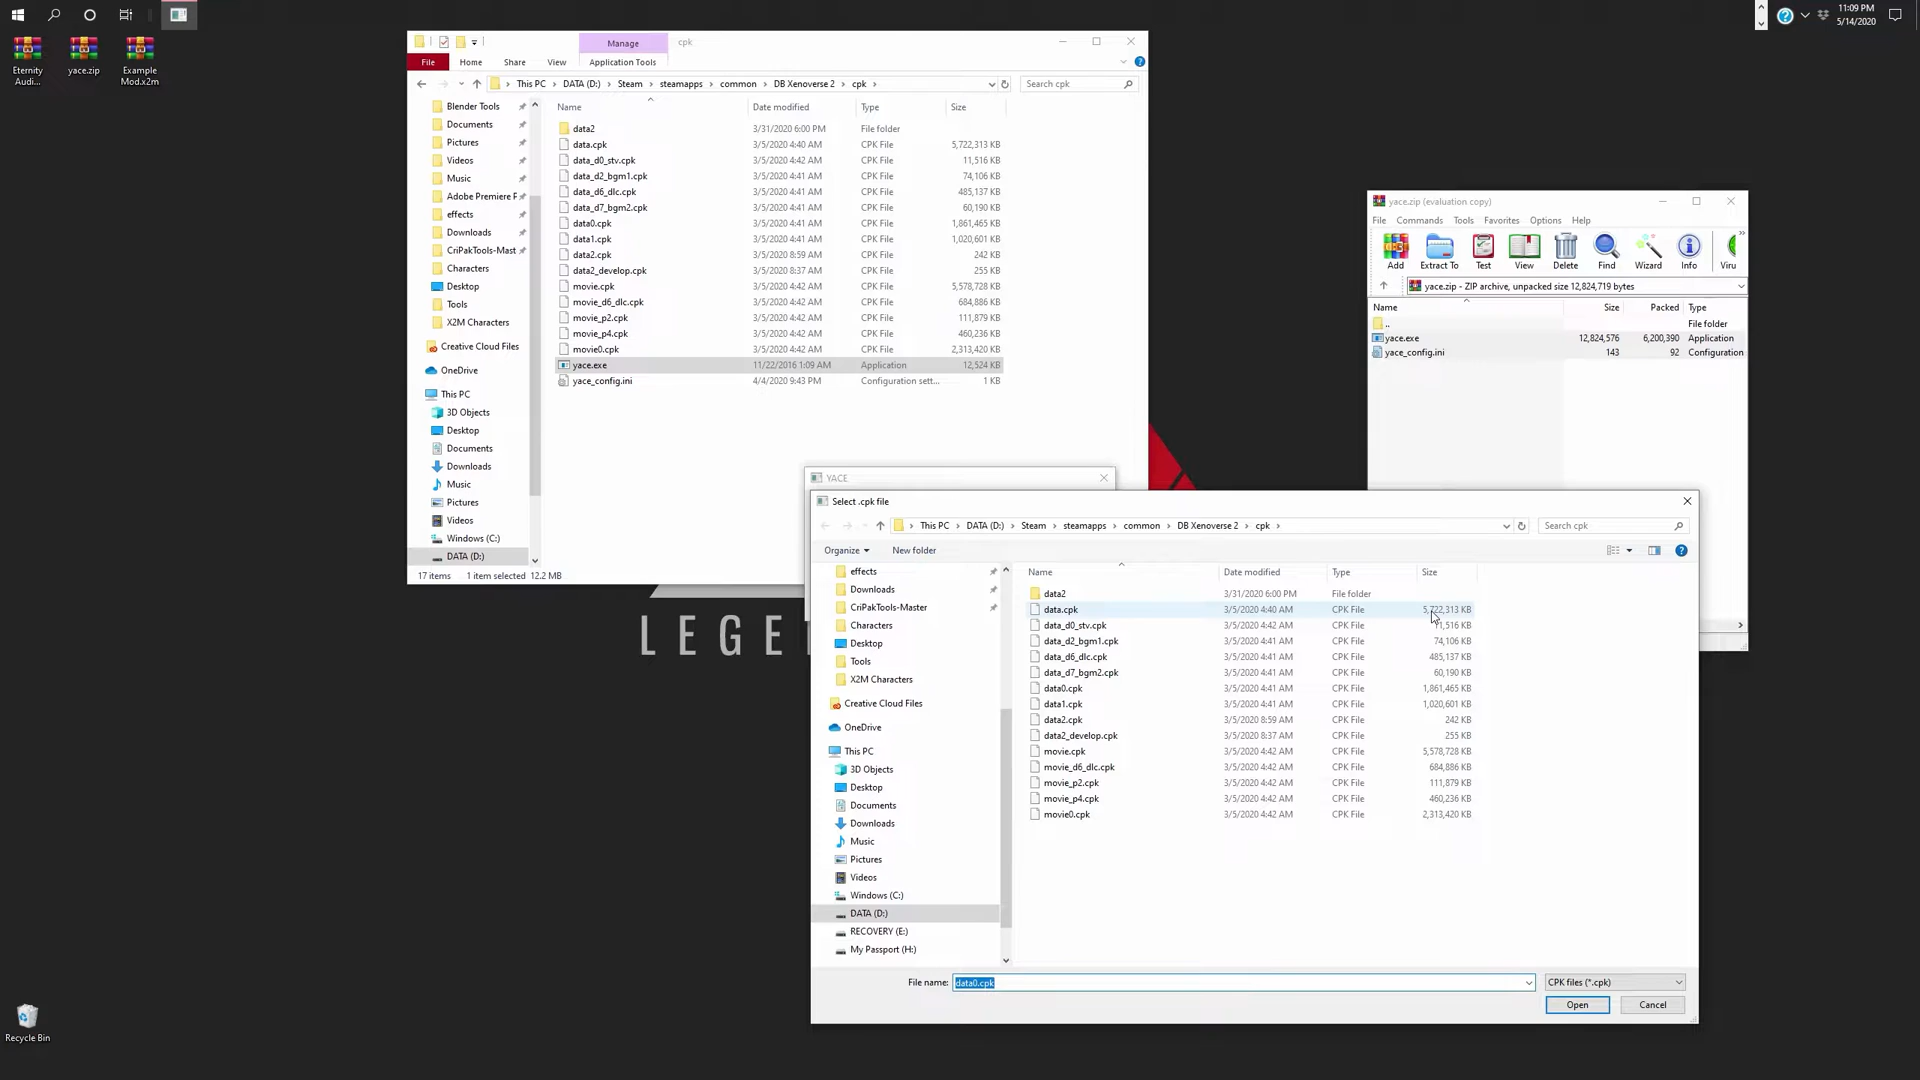 11:09 PM
5/14/2020
Eternity
Audi...
yace.zip
Example
Mod.x2m
Manage
cpk
File
Home
Share
View
Application Tools
This PC > DATA (D:) > Steam > steamapps > common > DB Xenoverse 2 > cpk >
Search cpk
Name
Date modified
Type
Size
Blender Tools
Documents
Pictures
Videos
Music
Adobe Premiere F
effects
Downloads
CriPakTools-Mast
Characters
Desktop
Tools
X2M Characters
Creative Cloud Files
OneDrive
This PC
3D Objects
Desktop
Documents
Downloads
Music
Pictures
Videos
Windows (C:)
DATA (D:)
data2 3/31/2020 6:00 PM File folder
data.cpk 3/5/2020 4:40 AM CPK File 5,722,313 KB
data_d0_stv.cpk 3/5/2020 4:42 AM CPK File 11,516 KB
data_d2_bgm1.cpk 3/5/2020 4:41 AM CPK File 74,106 KB
data_d6_dlc.cpk 3/5/2020 4:41 AM CPK File 485,137 KB
data_d7_bgm2.cpk 3/5/2020 4:41 AM CPK File 60,190 KB
data0.cpk 3/5/2020 4:41 AM CPK File 1,861,465 KB
data1.cpk 3/5/2020 4:41 AM CPK File 1,020,601 KB
data2.cpk 3/5/2020 8:59 AM CPK File 242 KB
data2_develop.cpk 3/5/2020 8:37 AM CPK File 255 KB
movie.cpk 3/5/2020 4:42 AM CPK File 5,578,728 KB
movie_d6_dlc.cpk 3/5/2020 4:42 AM CPK File 684,886 KB
movie_p2.cpk 3/5/2020 4:42 AM CPK File 111,879 KB
movie_p4.cpk 3/5/2020 4:42 AM CPK File 460,236 KB
movie0.cpk 3/5/2020 4:42 AM CPK File 2,313,420 KB
yace.exe 11/22/2016 1:09 AM Application 12,524 KB
yace_config.ini 4/4/2020 9:43 PM Configuration sett... 1 KB
17 items 1 item selected 12.2 MB
yace.zip (evaluation copy)
File Commands Tools Favorites Options Help
Add Extract To Test View Delete Find Wizard Info Viru
yace.zip - ZIP archive, unpacked size 12,824,719 bytes
Name Size Packed Type
.. File folder
yace.exe 12,824,576 6,200,390 Application
yace_config.ini 143 92 Configuration
LEGE
YACE
Select .cpk file
This PC > DATA (D:) > Steam > steamapps > common > DB Xenoverse 2 > cpk >
Search cpk
Organize
New folder
Name Date modified Type Size
effects
Downloads
CriPakTools-Master
Characters
Desktop
Tools
X2M Characters
Creative Cloud Files
OneDrive
This PC
3D Objects
Desktop
Documents
Downloads
Music
Pictures
Videos
Windows (C:)
DATA (D:)
RECOVERY (E:)
My Passport (H:)
data2 3/31/2020 6:00 PM File folder
data.cpk 3/5/2020 4:40 AM CPK File 5,722,313 KB
data_d0_stv.cpk 3/5/2020 4:42 AM CPK File 11,516 KB
data_d2_bgm1.cpk 3/5/2020 4:41 AM CPK File 74,106 KB
data_d6_dlc.cpk 3/5/2020 4:41 AM CPK File 485,137 KB
data_d7_bgm2.cpk 3/5/2020 4:41 AM CPK File 60,190 KB
data0.cpk 3/5/2020 4:41 AM CPK File 1,861,465 KB
data1.cpk 3/5/2020 4:41 AM CPK File 1,020,601 KB
data2.cpk 3/5/2020 8:59 AM CPK File 242 KB
data2_develop.cpk 3/5/2020 8:37 AM CPK File 255 KB
movie.cpk 3/5/2020 4:42 AM CPK File 5,578,728 KB
movie_d6_dlc.cpk 3/5/2020 4:42 AM CPK File 684,886 KB
movie_p2.cpk 3/5/2020 4:42 AM CPK File 111,879 KB
movie_p4.cpk 3/5/2020 4:42 AM CPK File 460,236 KB
movie0.cpk 3/5/2020 4:42 AM CPK File 2,313,420 KB
File name: data0.cpk
CPK files (*.cpk)
Open
Cancel
Recycle Bin